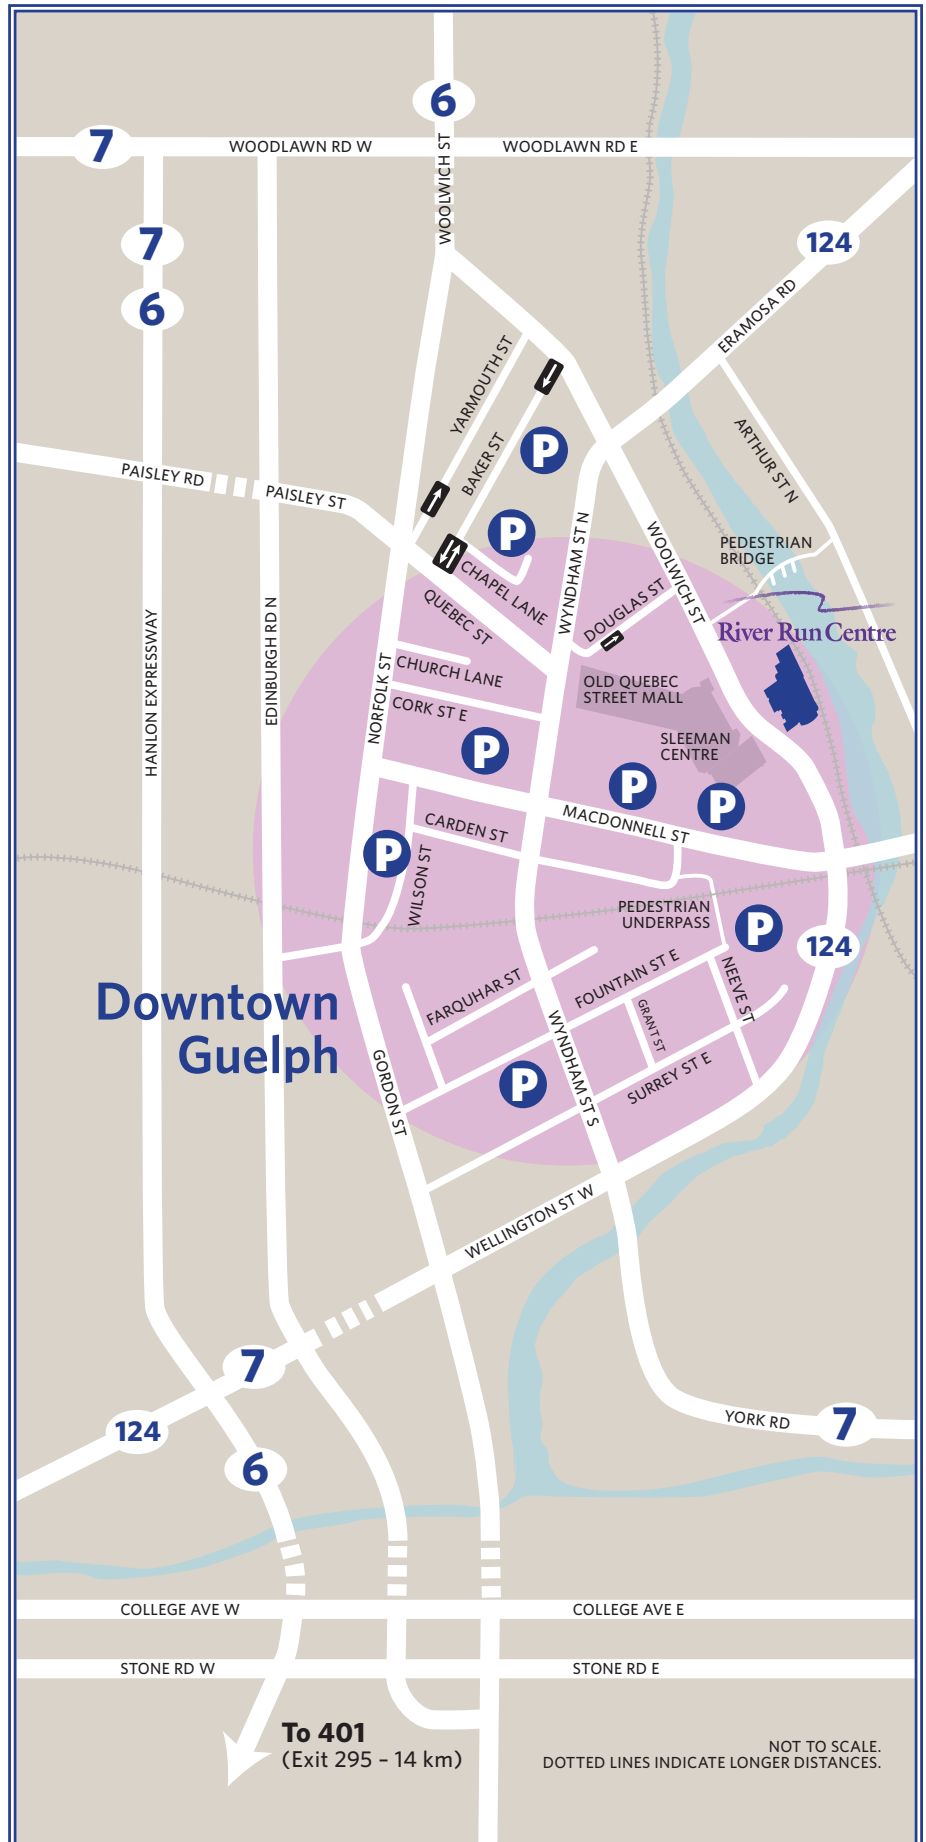 6
7
WOODLAWN RD W
WOODLAWN RD E
WOOLWICH ST
7
124
6
ERAMOSA RD
YARMOUTH ST
BAKER ST
P
ARTHUR ST N
PAISLEY RD
PAISLEY ST
P
WYNDHAM ST N
WOOLWICH ST
PEDESTRIAN
BRIDGE
CHAPEL LANE
QUEBEC ST
DOUGLAS ST
River Run Centre
HANLON EXPRESSWAY
EDINBURGH RD N
NORFOLK ST
CHURCH LANE
OLD QUEBEC
STREET MALL
CORK ST E
SLEEMAN
CENTRE
P
P
P
MACDONNELL ST
CARDEN ST
P
WILSON ST
PEDESTRIAN
UNDERPASS
P
124
FARQUHAR ST
FOUNTAIN ST E
NEEVE ST
GRANT ST
Downtown
Guelph
GORDON ST
WYNDHAM ST S
P
SURREY ST E
WELLINGTON ST W
7
124
6
YORK RD
7
COLLEGE AVE W
COLLEGE AVE E
STONE RD W
STONE RD E
To 401
(Exit 295 – 14 km)
NOT TO SCALE.
DOTTED LINES INDICATE LONGER DISTANCES.